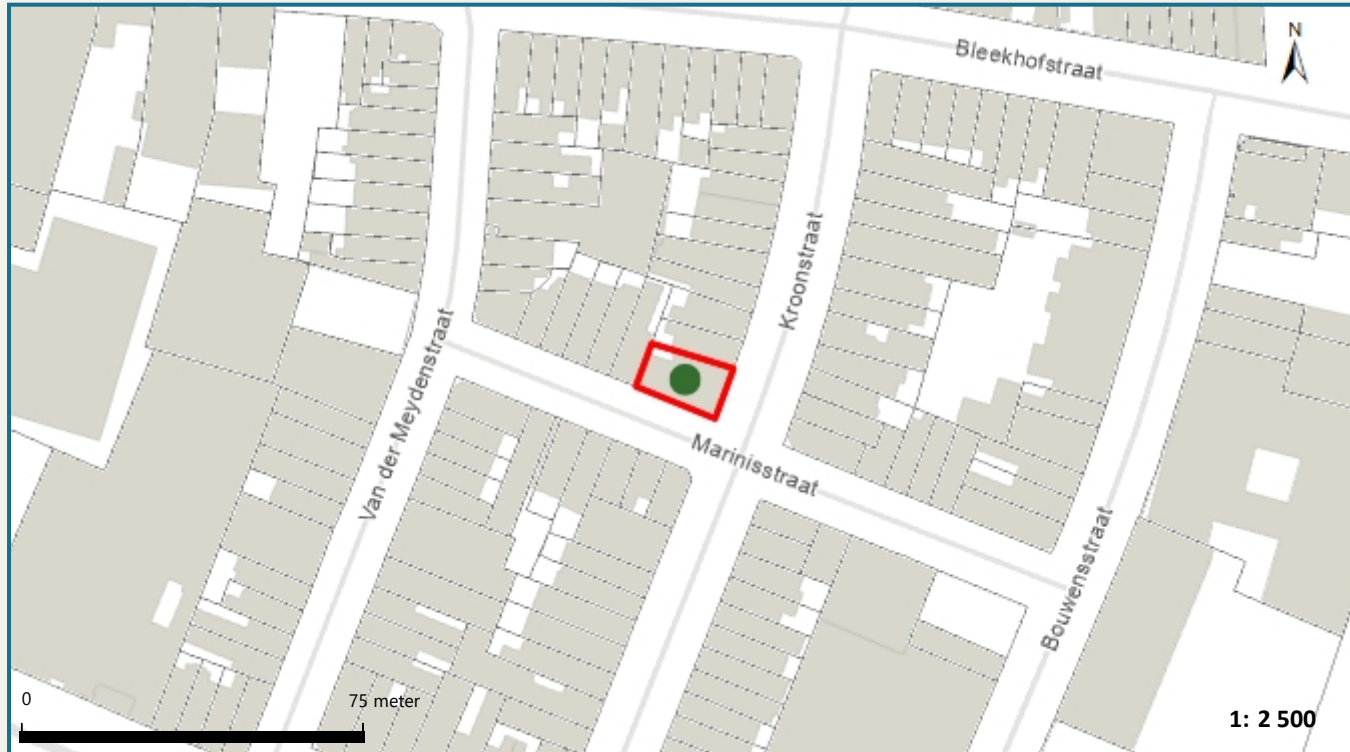 N
Bleekhofstraat
Kroonstraat
Van der Meydenstraat
Marinisstraat
Bouwensstraat
0 75 meter
1: 2 500